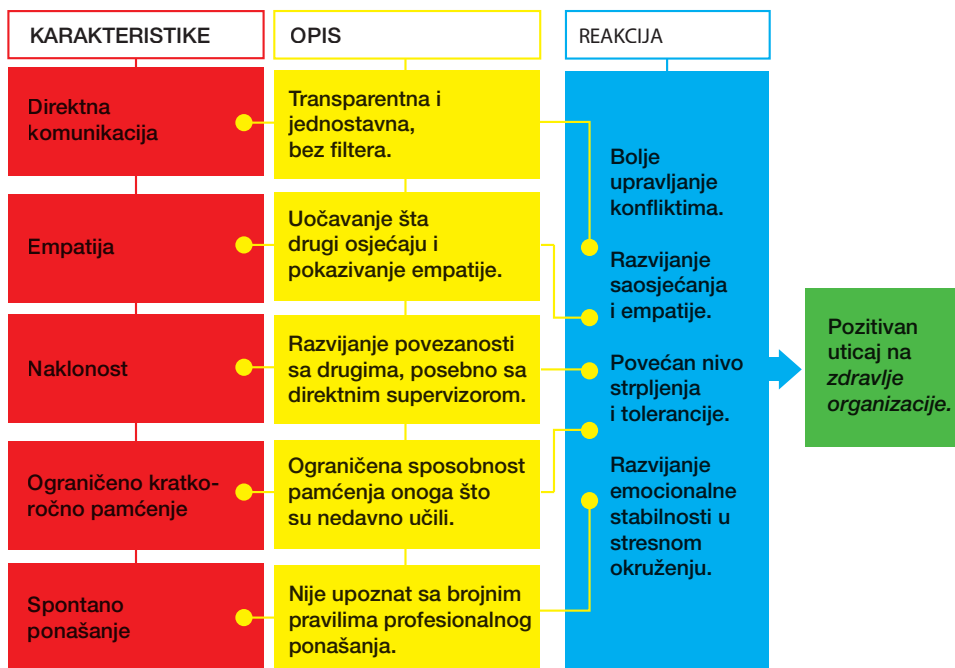 KARAKTERISTIKE
OPIS
REAKCIJA
Direktna
komunikacija
Transparentna i
jednostavna,
bez filtera.
Empatija
Uočavanje šta
drugi osjećaju i
pokazivanje empatije.
Naklonost
Razvijanje povezanosti
sa drugima, posebno sa
direktnim supervizorom.
Ograničeno kratko-
ročno pamćenje
Ograničena sposobnost
pamćenja onoga što
su nedavno učili.
Spontano
ponašanje
Nije upoznat sa brojnim
pravilima profesionalnog
ponašanja.
Bolje
upravljanje
konfliktima.
Razvijanje
saosjećanja
i empatije.
Povećan nivo
strpljenja
i tolerancije.
Razvijanje
emocionalne
stabilnosti u
stresnom
okruženju.
Pozitivan
uticaj na
zdravlje
organizacije.